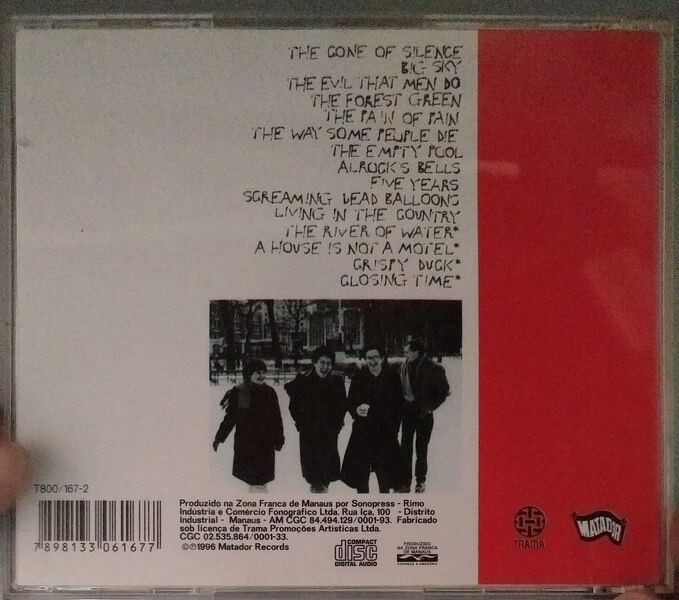 THE CONE OF SILENCE
BIG SKY
THE EVIL THAT MEN DO
THE FOREST GREEN
THE PAIN OF PAIN
THE WAY SOME PEOPLE DIE
THE EMPTY POOL
ALROCK'S BELLS
FIVE YEARS
SCREAMING DEAD BALLOONS
LIVING IN THE COUNTRY
THE RIVER OF WATER*
A HOUSE IS NOT A MOTEL*
CRISPY DUCK*
CLOSING TIME*
T800/167-2
7 898133 061677
Produzido na Zona Franca de Manaus por Sonopress - Rimo
Indústria e Comércio Fonográfico Ltda. Rua Iça, 100 - Distrito
Industrial - Manaus - AM CGC 84.494.129/0001-93. Fabricado
sob licença de Trama Promoções Artísticas Ltda.
CGC 02.535.864/0001-33.
©℗1996 Matador Records
COMPACT
disc
DIGITAL AUDIO
PRODUZIDO
NA ZONA FRANCA
DE MANAUS
CONHEÇA A AMAZÔNIA
TRAMA
MATADOR